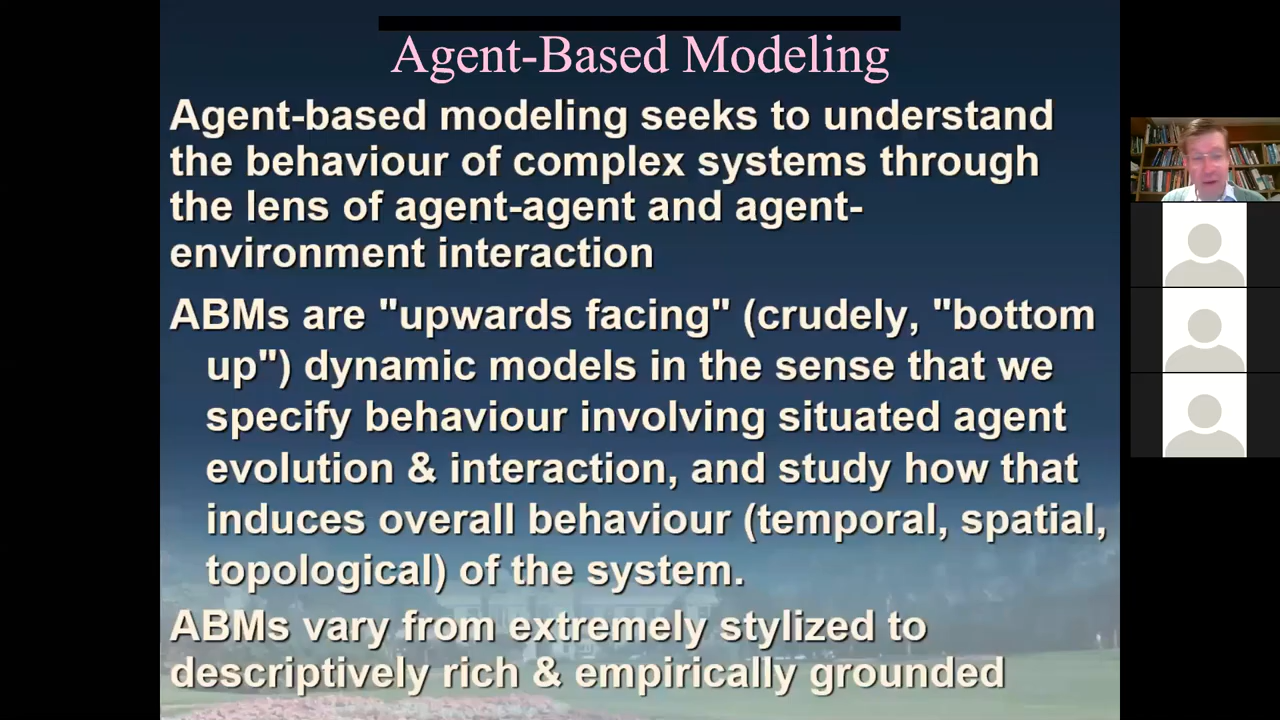 Agent-Based Modeling
Agent-based modeling seeks to understand
the behaviour of complex systems through
the lens of agent-agent and agent-
environment interaction
ABMs are "upwards facing" (crudely, "bottom
up") dynamic models in the sense that we
specify behaviour involving situated agent
evolution & interaction, and study how that
induces overall behaviour (temporal, spatial,
topological) of the system.
ABMs vary from extremely stylized to
descriptively rich & empirically grounded